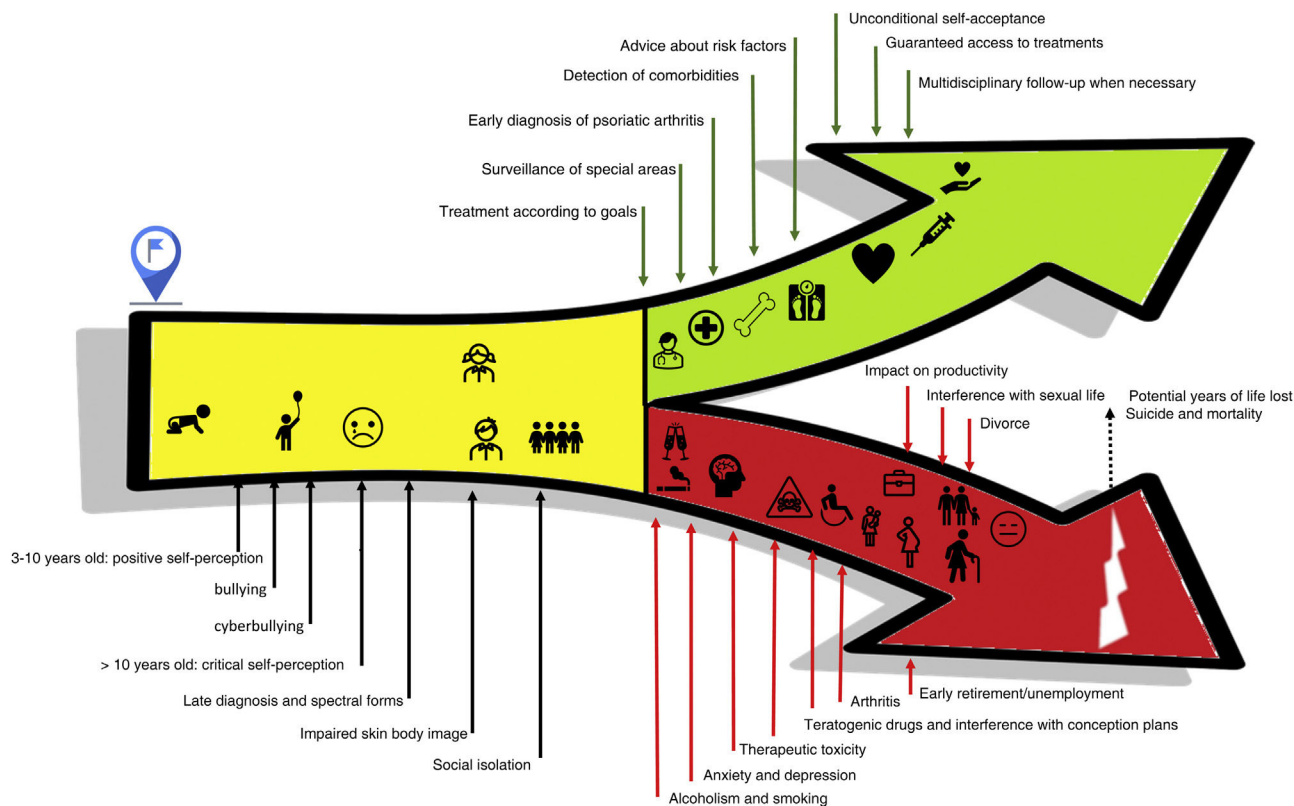 Unconditional self-acceptance
Guaranteed access to treatments
Advice about risk factors
Detection of comorbidities
Multidisciplinary follow-up when necessary
Early diagnosis of psoriatic arthritis
Surveillance of special areas
Treatment according to goals
Impact on productivity
Interference with sexual life
Divorce
Potential years of life lost
Suicide and mortality
3-10 years old: positive self-perception
bullying
cyberbullying
> 10 years old: critical self-perception
Late diagnosis and spectral forms
Impaired skin body image
Social isolation
Early retirement/unemployment
Arthritis
Teratogenic drugs and interference with conception plans
Therapeutic toxicity
Anxiety and depression
Alcoholism and smoking